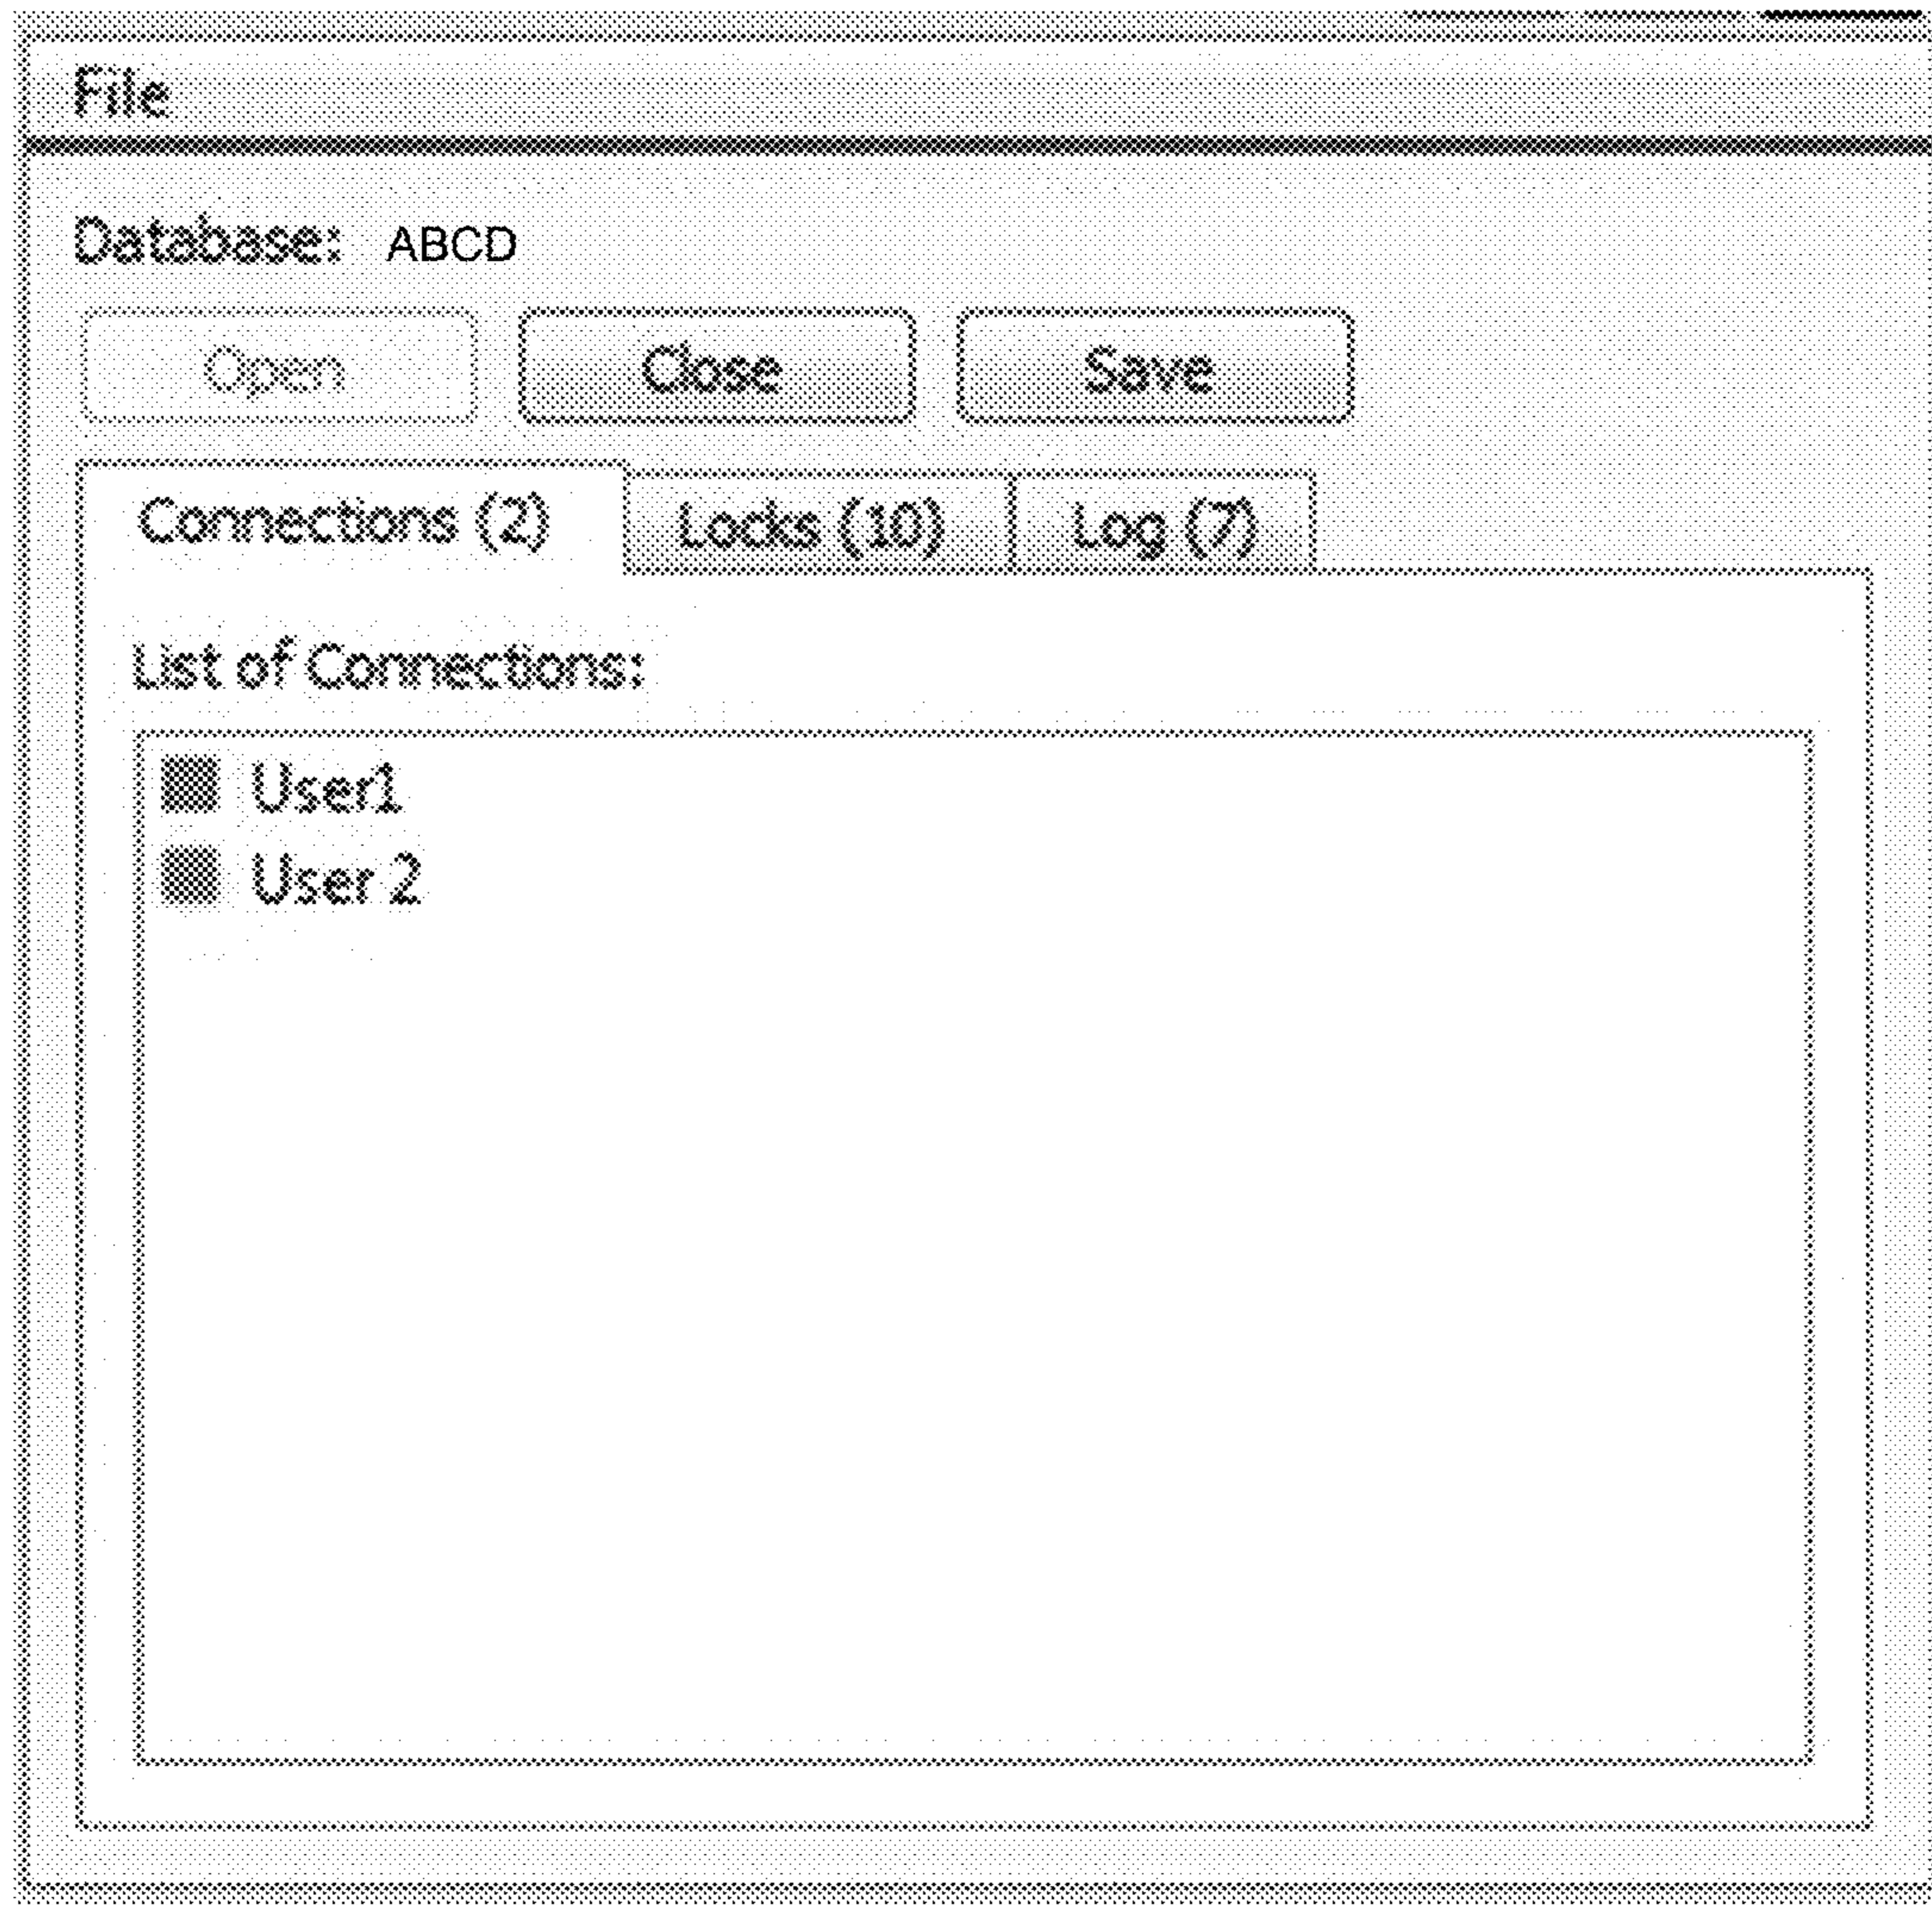 File
Database: ABCD
Open Close Save
Connections (2) Locks (10) Log (7)
List of Connections:
User1
User 2